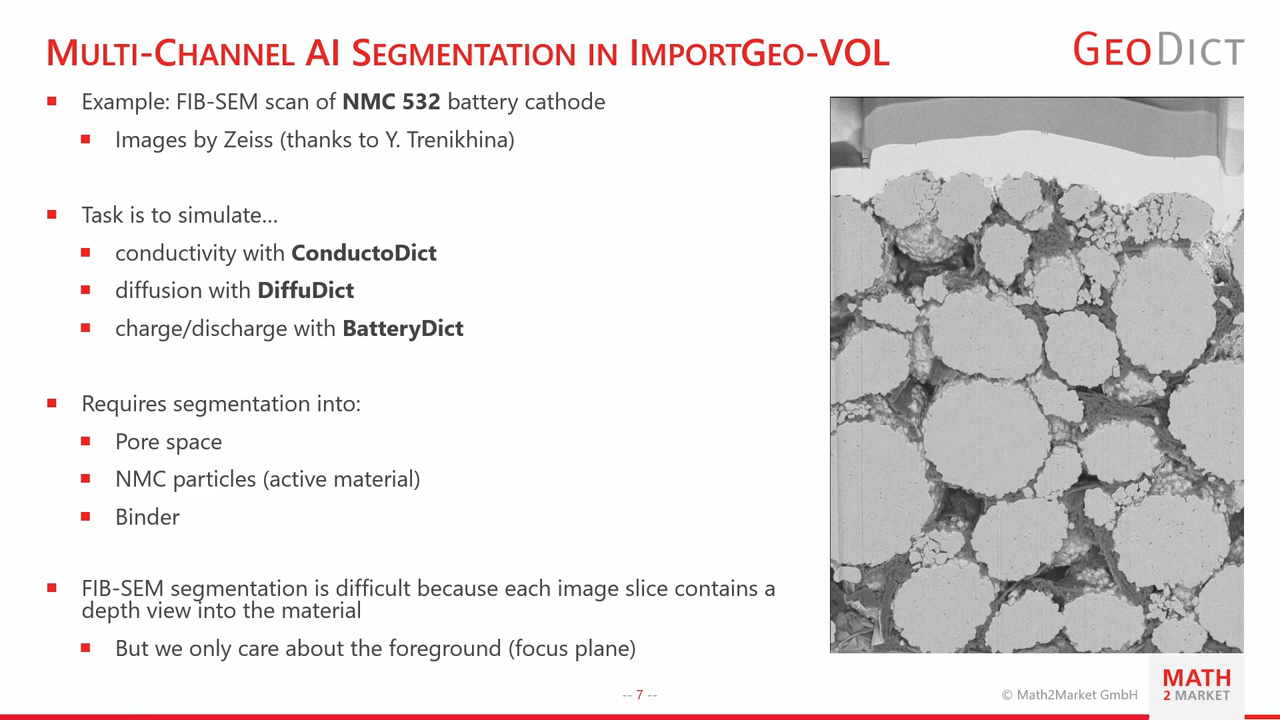 MULTI-CHANNEL AI SEGMENTATION IN IMPORTGEO-VOL
GEODICT
Example: FIB-SEM scan of NMC 532 battery cathode
Images by Zeiss (thanks to Y. Trenikhina)
Task is to simulate…
conductivity with ConductoDict
diffusion with DiffuDict
charge/discharge with BatteryDict
Requires segmentation into:
Pore space
NMC particles (active material)
Binder
FIB-SEM segmentation is difficult because each image slice contains a
depth view into the material
But we only care about the foreground (focus plane)
-- 7 --
© Math2Market GmbH
MATH
2 MARKET